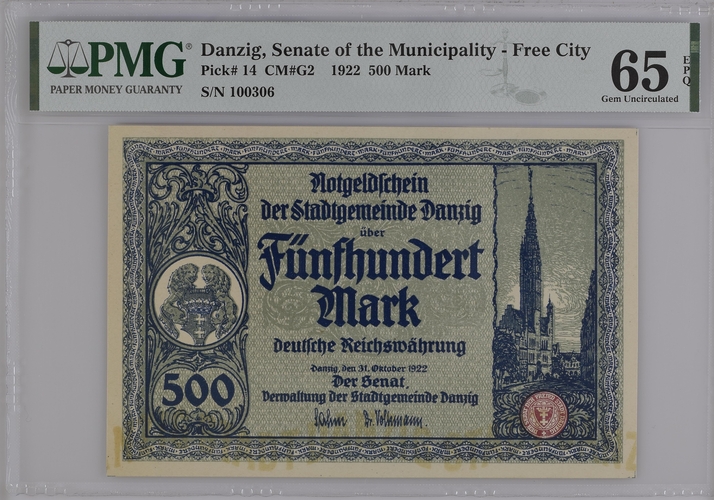 PMG® Danzig, Senate of the Municipality - Free City
PAPER MONEY GUARANTY
Pick# 14 CM#G2 1922 500 Mark
S/N 100306
65 EPQ
Gem Uncirculated
Notgeldschein
der Stadtgemeinde Danzig
über
Fünfhundert
Mark
deutsche Reichswährung
Danzig, den 31. Oktober 1922
Der Senat,
Verwaltung der Stadtgemeinde Danzig
500